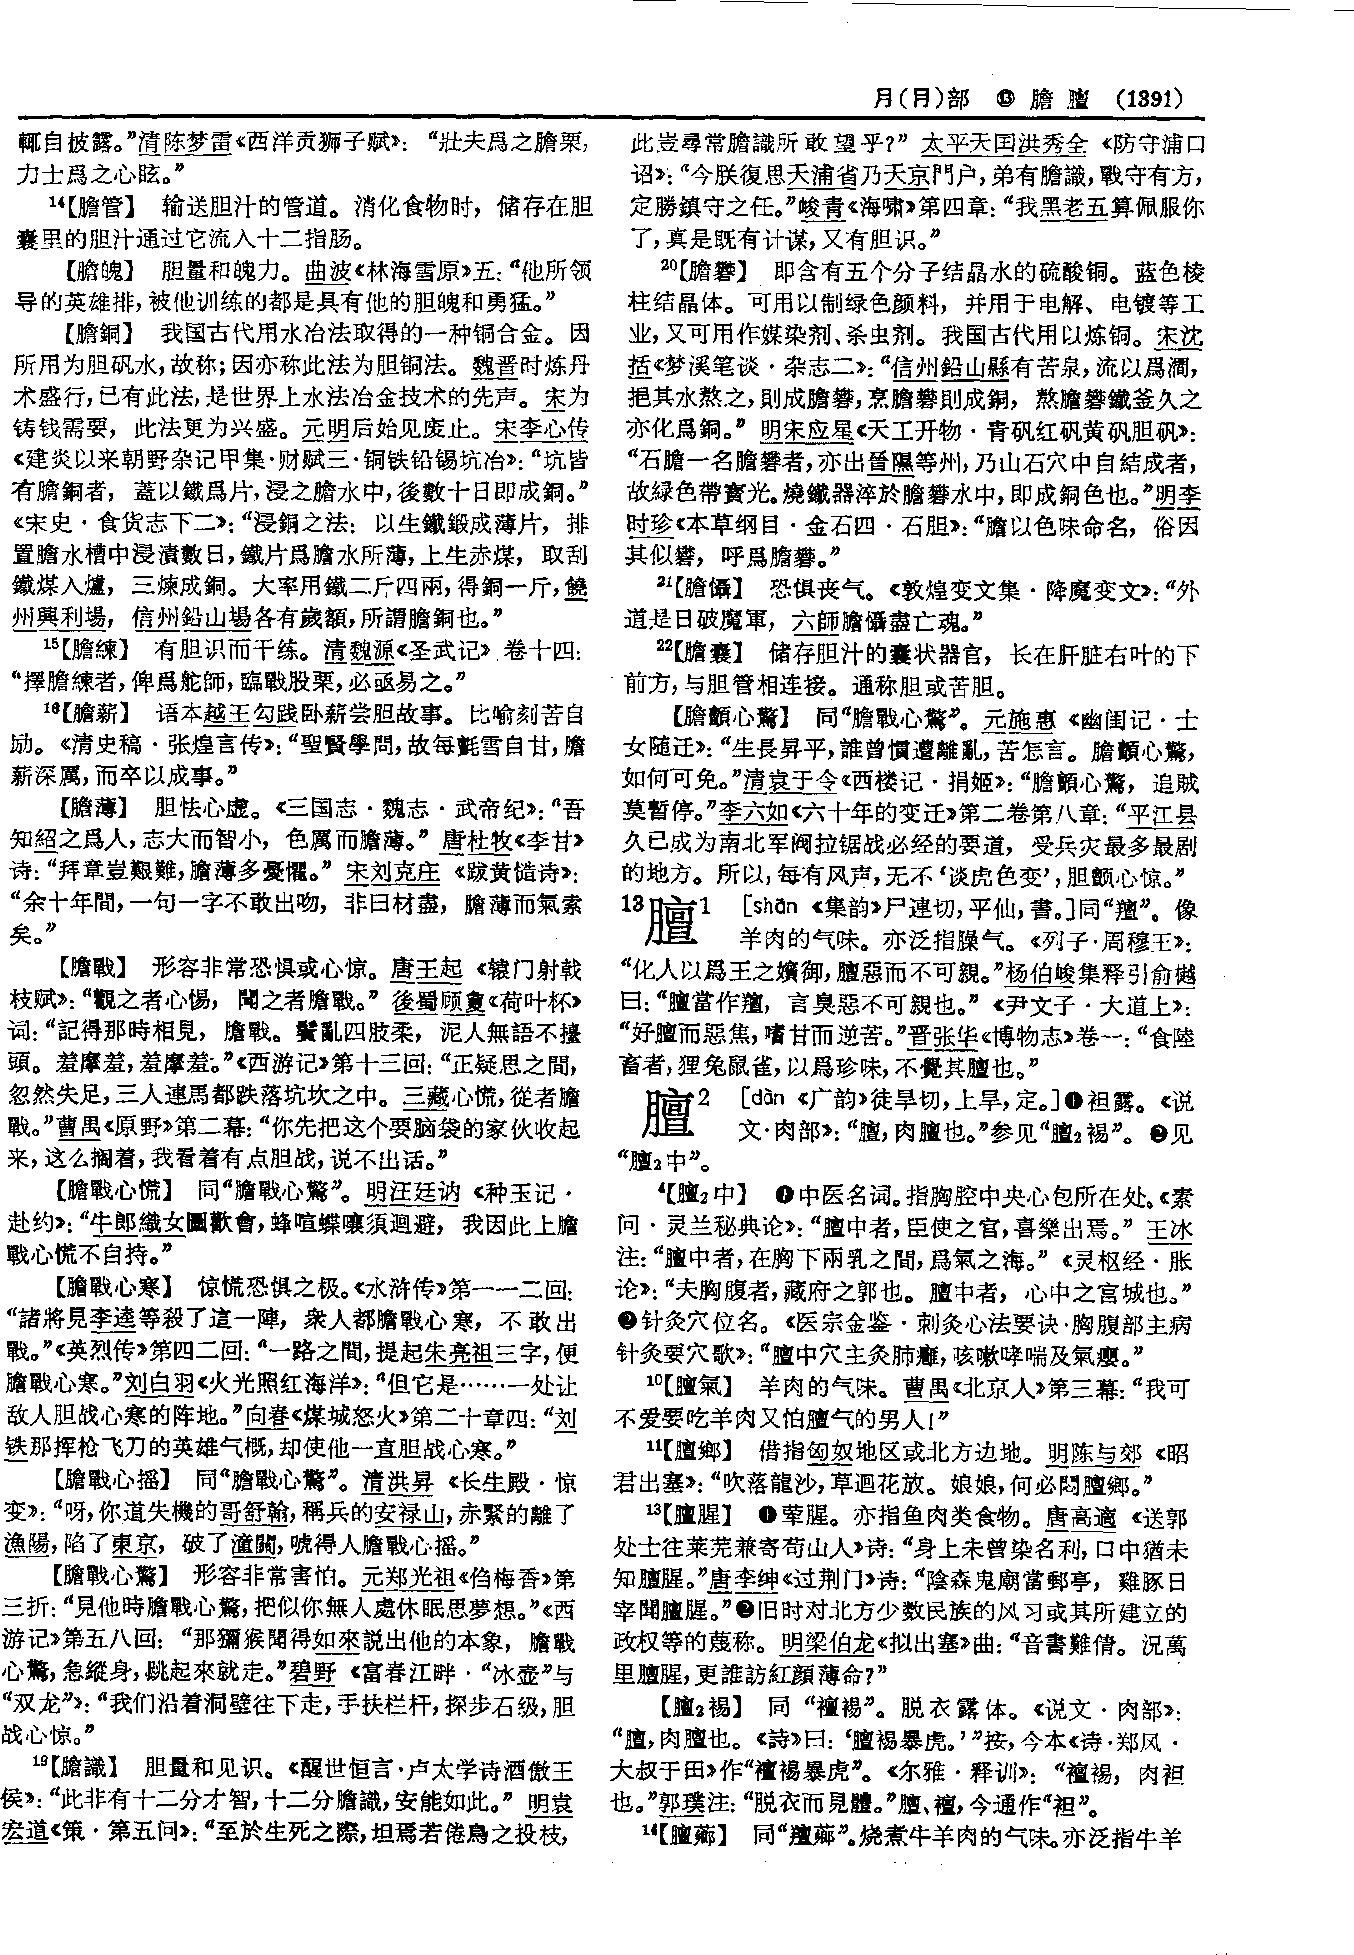 月(⺼)部 ⓭ 膽 膻 (1391)
輒自披露。”清陈梦雷《西洋贡狮子赋》：“壯夫爲之膽栗，
力士爲之心眩。”
14【膽管】 输送胆汁的管道。消化食物时，储存在胆
囊里的胆汁通过它流入十二指肠。
【膽魄】 胆量和魄力。曲波《林海雪原》五：“他所领
导的英雄排，被他训练的都是具有他的胆魄和勇猛。”
【膽銅】 我国古代用水冶法取得的一种铜合金。因
所用为胆矾水，故称；因亦称此法为胆铜法。魏晋时炼丹
术盛行，已有此法，是世界上水法冶金技术的先声。宋为
铸钱需要，此法更为兴盛。元明后始见废止。宋李心传
《建炎以来朝野杂记甲集·财赋三·铜铁铅锡坑冶》：“坑皆
有膽銅者，蓋以鐵爲片，浸之膽水中，後數十日即成銅。”
《宋史·食货志下二》：“浸銅之法：以生鐵鍛成薄片，排
置膽水槽中浸漬數日，鐵片爲膽水所薄，上生赤煤，取刮
鐵煤入爐，三煉成銅。大率用鐵二斤四兩，得銅一斤，饒
州興利場，信州鉛山場各有歲額，所謂膽銅也。”
15【膽練】 有胆识而干练。清魏源《圣武记》卷十四：
“擇膽練者，俾爲舵師，臨戰股栗，必亟易之。”
16【膽薪】 语本越王勾践卧薪尝胆故事。比喻刻苦自
励。《清史稿·张煌言传》：“聖賢學問，故每氈雪自甘，膽
薪深厲，而卒以成事。”
【膽薄】 胆怯心虚。《三国志·魏志·武帝纪》：“吾
知紹之爲人，志大而智小，色厲而膽薄。”唐杜牧《李甘》
诗：“拜章豈艱難，膽薄多憂懼。”宋刘克庄《跋黄慥诗》：
“余十年間，一句一字不敢出吻，非曰材盡，膽薄而氣索
矣。”
【膽戰】 形容非常恐惧或心惊。唐王起《辕门射戟
枝赋》：“觀之者心惕，聞之者膽戰。”後蜀顾夐《荷叶杯》
词：“記得那時相見，膽戰。鬢亂四肢柔，泥人無語不擡
頭。羞摩羞，羞摩羞。”《西游记》第十三回：“正疑思之間，
忽然失足，三人連馬都跌落坑坎之中。三藏心慌，從者膽
戰。”曹禺《原野》第二幕：“你先把这个要脑袋的家伙收起
来，这么搁着，我看着有点胆战，说不出话。”
【膽戰心慌】 同“膽戰心驚”。明汪廷讷《种玉记·
赴约》：“牛郎織女團歡會，蜂喧蝶嚷須迴避，我因此上膽
戰心慌不自持。”
【膽戰心寒】 惊慌恐惧之极。《水浒传》第一一二回：
“諸將見李逵等殺了這一陣，衆人都膽戰心寒，不敢出
戰。”《英烈传》第四二回：“一路之間，提起朱亮祖三字，便
膽戰心寒。”刘白羽《火光照红海洋》：“但它是……一处让
敌人胆战心寒的阵地。”向春《煤城怒火》第二十章四：“刘
铁那挥枪飞刀的英雄气概，却使他一直胆战心寒。”
【膽戰心摇】 同“膽戰心驚”。清洪昇《长生殿·惊
变》：“呀，你道失機的哥舒翰，稱兵的安禄山，赤緊的離了
漁陽，陷了東京，破了潼關，唬得人膽戰心摇。”
【膽戰心驚】 形容非常害怕。元郑光祖《㑇梅香》第
三折：“見他時膽戰心驚，把似你無人處休眠思夢想。”《西
游记》第五八回：“那獼猴聞得如來説出他的本象，膽戰
心驚，急縱身，跳起來就走。”碧野《富春江畔·“冰壶”与
“双龙”》：“我们沿着洞壁往下走，手扶栏杆，探步石级，胆
战心惊。”
19【膽識】 胆量和见识。《醒世恒言·卢太学诗酒傲王
侯》：“此非有十二分才智，十二分膽識，安能如此。”明袁
宏道《策·第五问》：“至於生死之際，坦焉若倦鳥之投枝，
此豈尋常膽識所敢望乎？”太平天囯洪秀全《防守浦口
诏》：“今朕復思天浦省乃天京門户，弟有膽識，戰守有方，
定勝鎮守之任。”峻青《海啸》第四章：“我黑老五算佩服你
了，真是既有计谋，又有胆识。”
20【膽礬】 即含有五个分子结晶水的硫酸铜。蓝色棱
柱结晶体。可用以制绿色颜料，并用于电解、电镀等工
业，又可用作媒染剂、杀虫剂。我国古代用以炼铜。宋沈
括《梦溪笔谈·杂志二》：“信州鉛山縣有苦泉，流以爲澗，
挹其水熬之，則成膽礬，烹膽礬則成銅，熬膽礬鐵釜久之
亦化爲銅。”明宋应星《天工开物·青矾红矾黄矾胆矾》：
“石膽一名膽礬者，亦出晉隰等州，乃山石穴中自結成者，
故緑色帶寶光。燒鐵器淬於膽礬水中，即成銅色也。”明李
时珍《本草纲目·金石四·石胆》：“膽以色味命名，俗因
其似礬，呼爲膽礬。”
21【膽懾】 恐惧丧气。《敦煌变文集·降魔变文》：“外
道是日破魔軍，六師膽懾盡亡魂。”
22【膽囊】 储存胆汁的囊状器官，长在肝脏右叶的下
前方，与胆管相连接。通称胆或苦胆。
【膽顫心驚】 同“膽戰心驚”。元施惠《幽闺记·士
女随迁》：“生長昇平，誰曾慣遭離亂，苦怎言。膽顫心驚，
如何可免。”清袁于令《西楼记·捐姬》：“膽顫心驚，追賊
莫暫停。”李六如《六十年的变迁》第二卷第八章：“平江县
久已成为南北军阀拉锯战必经的要道，受兵灾最多最剧
的地方。所以，每有风声，无不‘谈虎色变’，胆颤心惊。”
13膻1 [shān 《集韵》尸連切，平仙，書。]同“羶”。像
羊肉的气味。亦泛指臊气。《列子·周穆王》：
“化人以爲王之嬪御，膻惡而不可親。”杨伯峻集释引俞樾
曰：“膻當作羶，言臭惡不可親也。”《尹文子·大道上》：
“好膻而惡焦，嗜甘而逆苦。”晋张华《博物志》卷一：“食陸
畜者，狸兔鼠雀，以爲珍味，不覺其膻也。”
膻2 [dàn 《广韵》徒旱切，上旱，定。]❶袒露。《说
文·肉部》：“膻，肉膻也。”参见“膻2裼”。❷见
“膻2中”。
4【膻2中】 ❶中医名词。指胸腔中央心包所在处。《素
问·灵兰秘典论》：“膻中者，臣使之官，喜樂出焉。”王冰
注：“膻中者，在胸下兩乳之間，爲氣之海。”《灵枢经·胀
论》：“夫胸腹者，藏府之郭也。膻中者，心中之宫城也。”
❷针灸穴位名。《医宗金鉴·刺灸心法要诀·胸腹部主病
针灸要穴歌》：“膻中穴主灸肺癰，咳嗽哮喘及氣癭。”
10【膻氣】 羊肉的气味。曹禺《北京人》第三幕：“我可
不爱要吃羊肉又怕膻气的男人！”
11【膻鄉】 借指匈奴地区或北方边地。明陈与郊《昭
君出塞》：“吹落龍沙，草迴花放。娘娘，何必悶膻鄉。”
13【膻腥】 ❶荤腥。亦指鱼肉类食物。唐高適《送郭
处士往莱芜兼寄苟山人》诗：“身上未曾染名利，口中猶未
知膻腥。”唐李绅《过荆门》诗：“陰森鬼廟當郵亭，雞豚日
宰聞膻腥。”❷旧时对北方少数民族的风习或其所建立的
政权等的蔑称。明梁伯龙《拟出塞》曲：“音書難倩。況萬
里膻腥，更誰訪紅顔薄命？”
【膻2裼】 同“襢裼”。脱衣露体。《说文·肉部》：
“膻，肉膻也。《詩》曰：‘膻裼暴虎。’”按，今本《诗·郑风·
大叔于田》作“襢裼暴虎”。《尔雅·释训》：“襢裼，肉袒
也。”郭璞注：“脱衣而見體。”膻、襢，今通作“袒”。
14【膻薌】 同“羶薌”。烧煮牛羊肉的气味。亦泛指牛羊